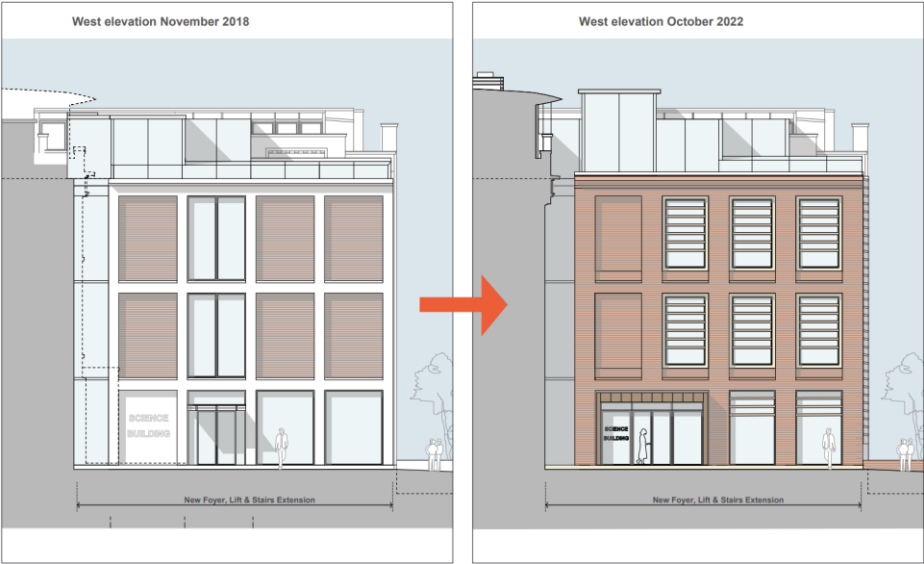 West elevation November 2018
SCIENCE
BUILDING
New Foyer, Lift & Stairs Extension
West elevation October 2022
SCIENCE
BUILDING
New Foyer, Lift & Stairs Extension